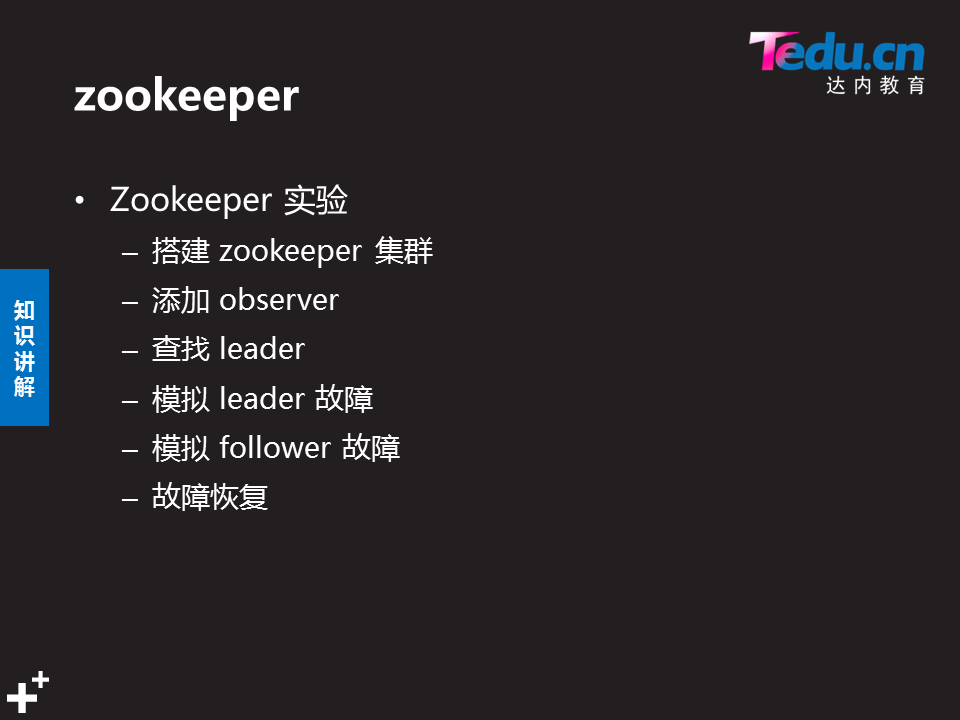 Tedu.cn
达内教育
zookeeper
• Zookeeper 实验
– 搭建 zookeeper 集群
– 添加 observer
– 查找 leader
– 模拟 leader 故障
– 模拟 follower 故障
– 故障恢复
知识讲解